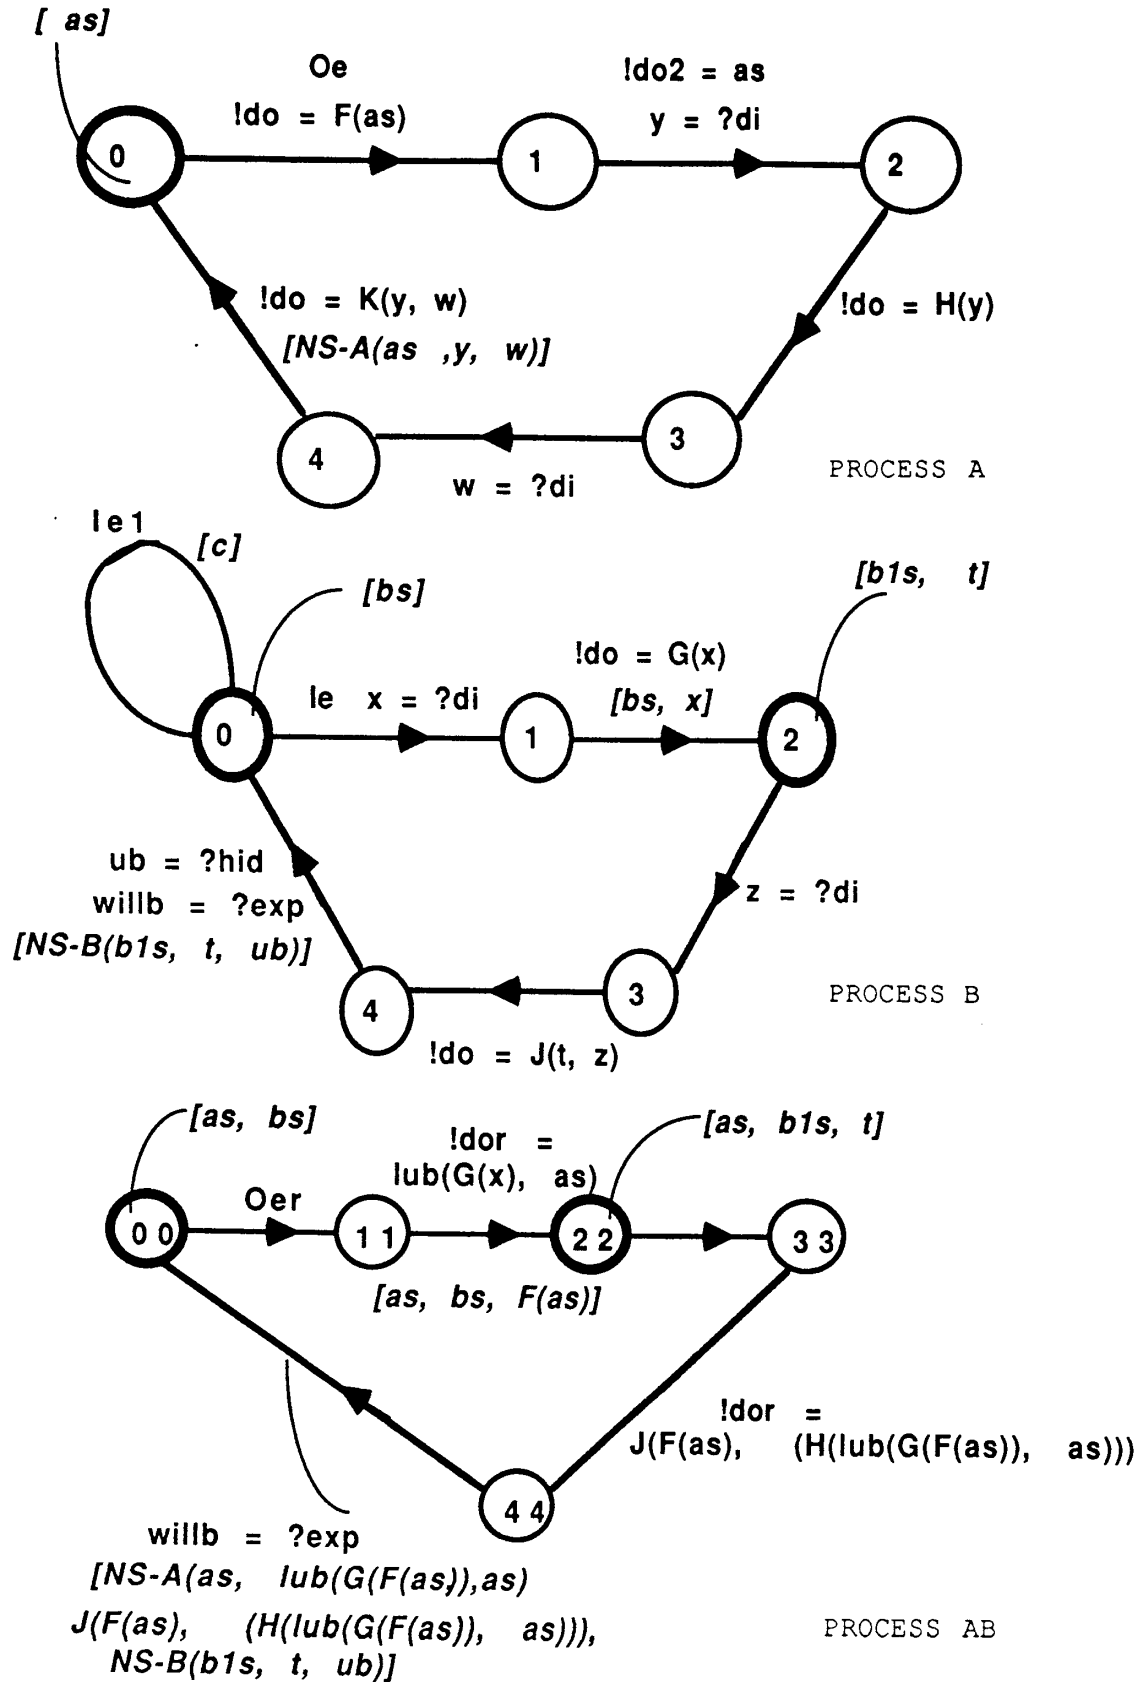 [ as]
Oe
!do = F(as)
!do2 = as
y = ?di
0
1
2
!do = K(y, w)
[NS-A(as ,y, w)]
!do = H(y)
4
3
w = ?di
PROCESS A
Ie1
[c]
[bs]
[b1s, t]
!do = G(x)
Ie x = ?di
[bs, x]
0
1
2
ub = ?hid
willb = ?exp
[NS-B(b1s, t, ub)]
z = ?di
4
3
PROCESS B
!do = J(t, z)
[as, bs]
[as, b1s, t]
!dor =
lub(G(x), as)
Oer
0 0
1 1
2 2
3 3
[as, bs, F(as)]
!dor =
J(F(as), (H(lub(G(F(as)), as)))
4 4
willb = ?exp
[NS-A(as, lub(G(F(as)),as)
J(F(as), (H(lub(G(F(as)), as))),
NS-B(b1s, t, ub)]
PROCESS AB